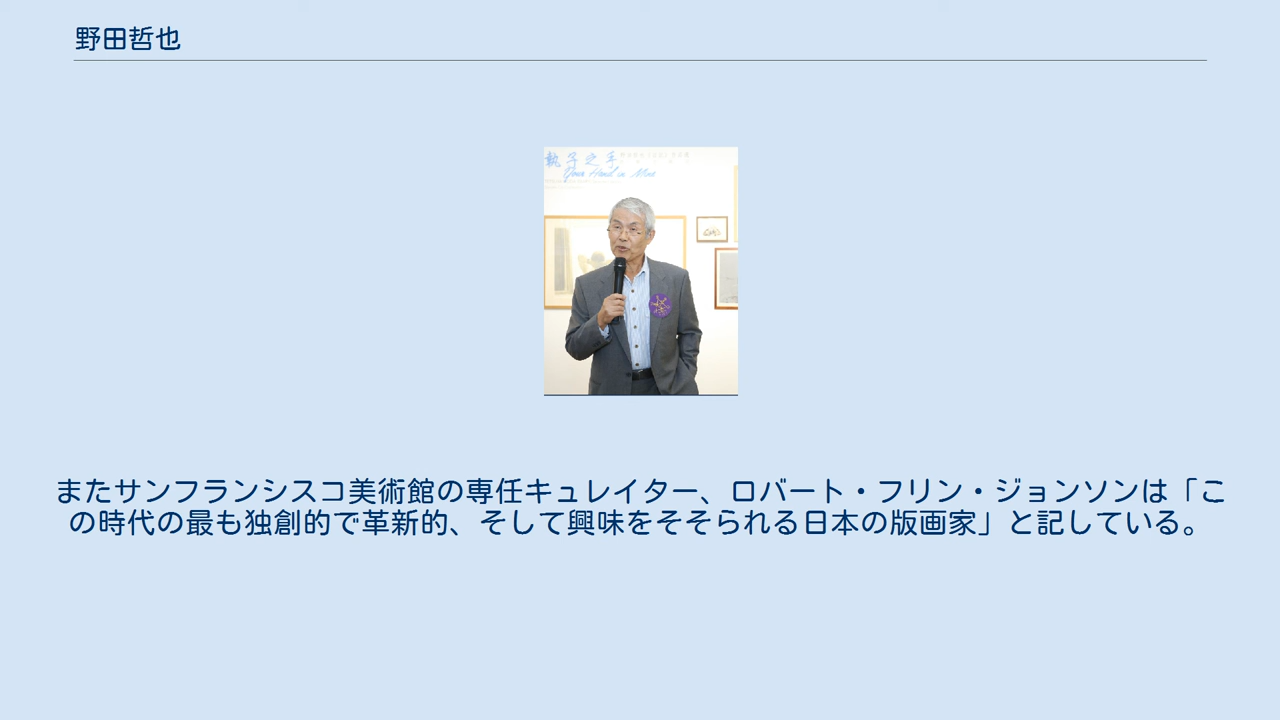 野田哲也
執子之手
Your Hand in Mine
またサンフランシスコ美術館の専任キュレイター、ロバート・フリン・ジョンソンは「こ
の時代の最も独創的で革新的、そして興味をそそられる日本の版画家」と記している。